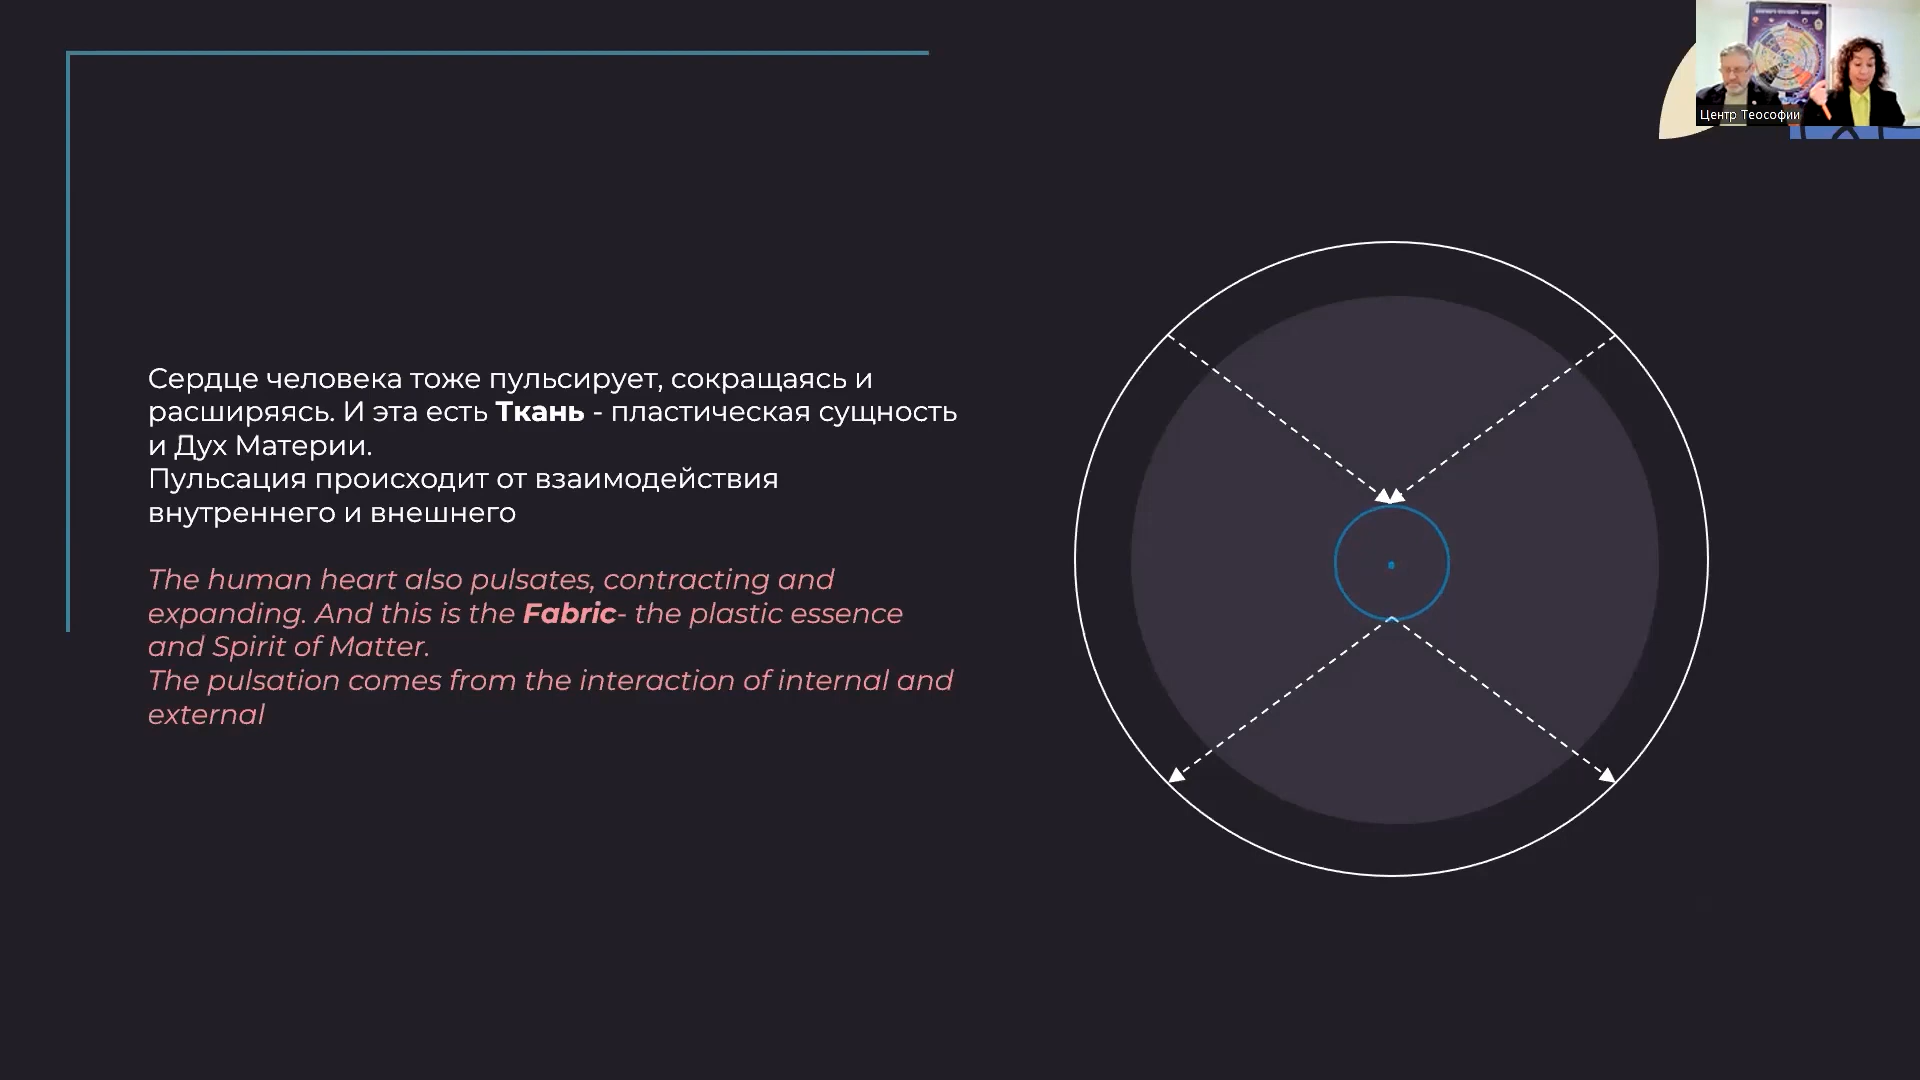 Центр Теософии
Сердце человека тоже пульсирует, сокращаясь и
расширяясь. И эта есть Ткань - пластическая сущность
и Дух Материи.
Пульсация происходит от взаимодействия
внутреннего и внешнего
The human heart also pulsates, contracting and
expanding. And this is the Fabric- the plastic essence
and Spirit of Matter.
The pulsation comes from the interaction of internal and
external